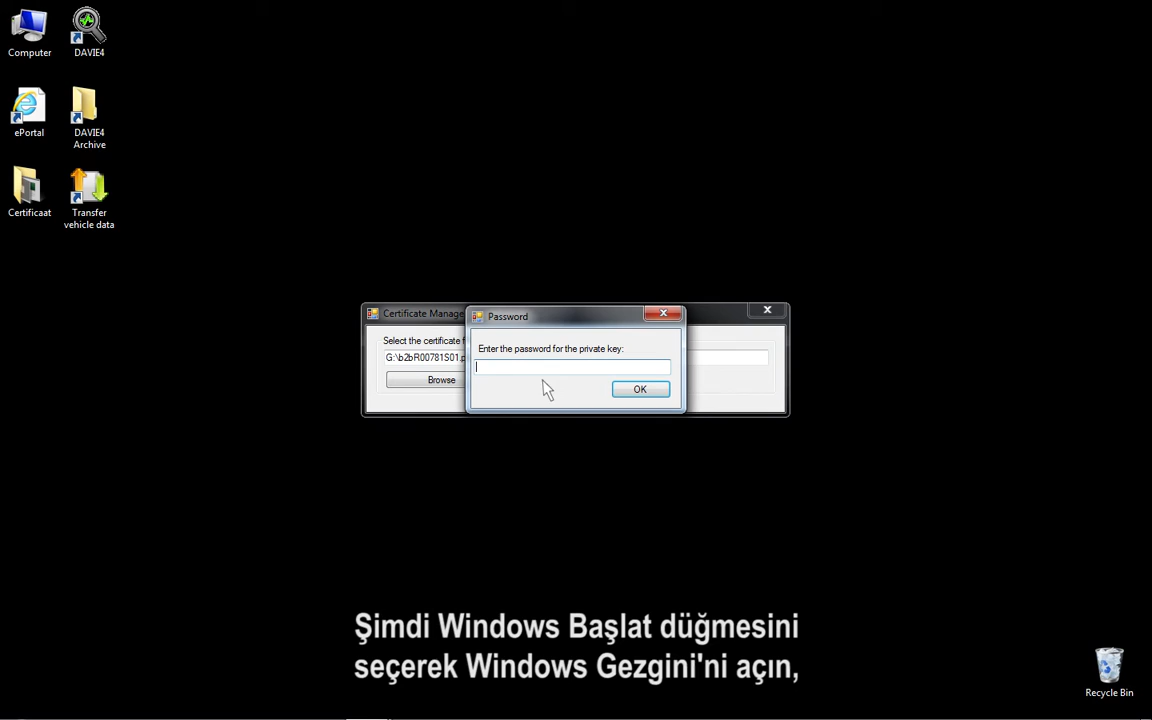 Computer
DAVIE4
ePortal
DAVIE4
Archive
Certificaat
Transfer
vehicle data
Certificate Manage
Select the certificate f
G:\b2bR00781S01.p
Browse
Password
Enter the password for the private key:
OK
Şimdi Windows Başlat düğmesini
seçerek Windows Gezgini'ni açın,
Recycle Bin